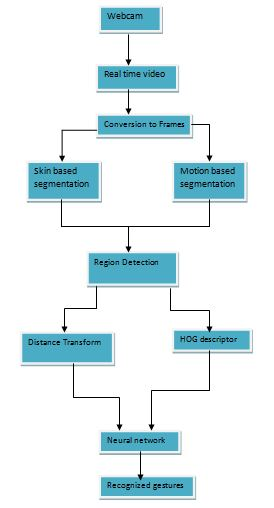 Webcam
Real time video
Conversion to Frames
Skin based
segmentation
Motion based
segmentation
Region Detection
Distance Transform
HOG descriptor
Neural network
Recognized gestures